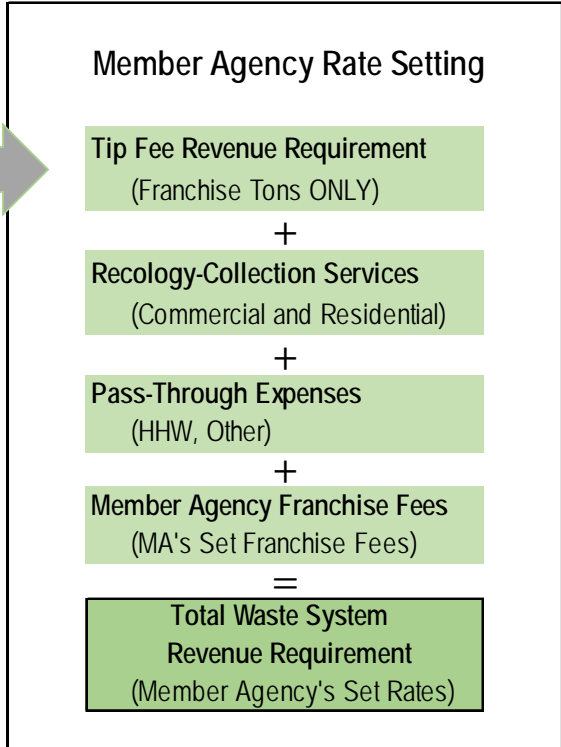 Member Agency Rate Setting
Tip Fee Revenue Requirement
(Franchise Tons ONLY)
+
Recology-Collection Services
(Commercial and Residential)
+
Pass-Through Expenses
(HHW, Other)
+
Member Agency Franchise Fees
(MA's Set Franchise Fees)
=
Total Waste System
Revenue Requirement
(Member Agency's Set Rates)